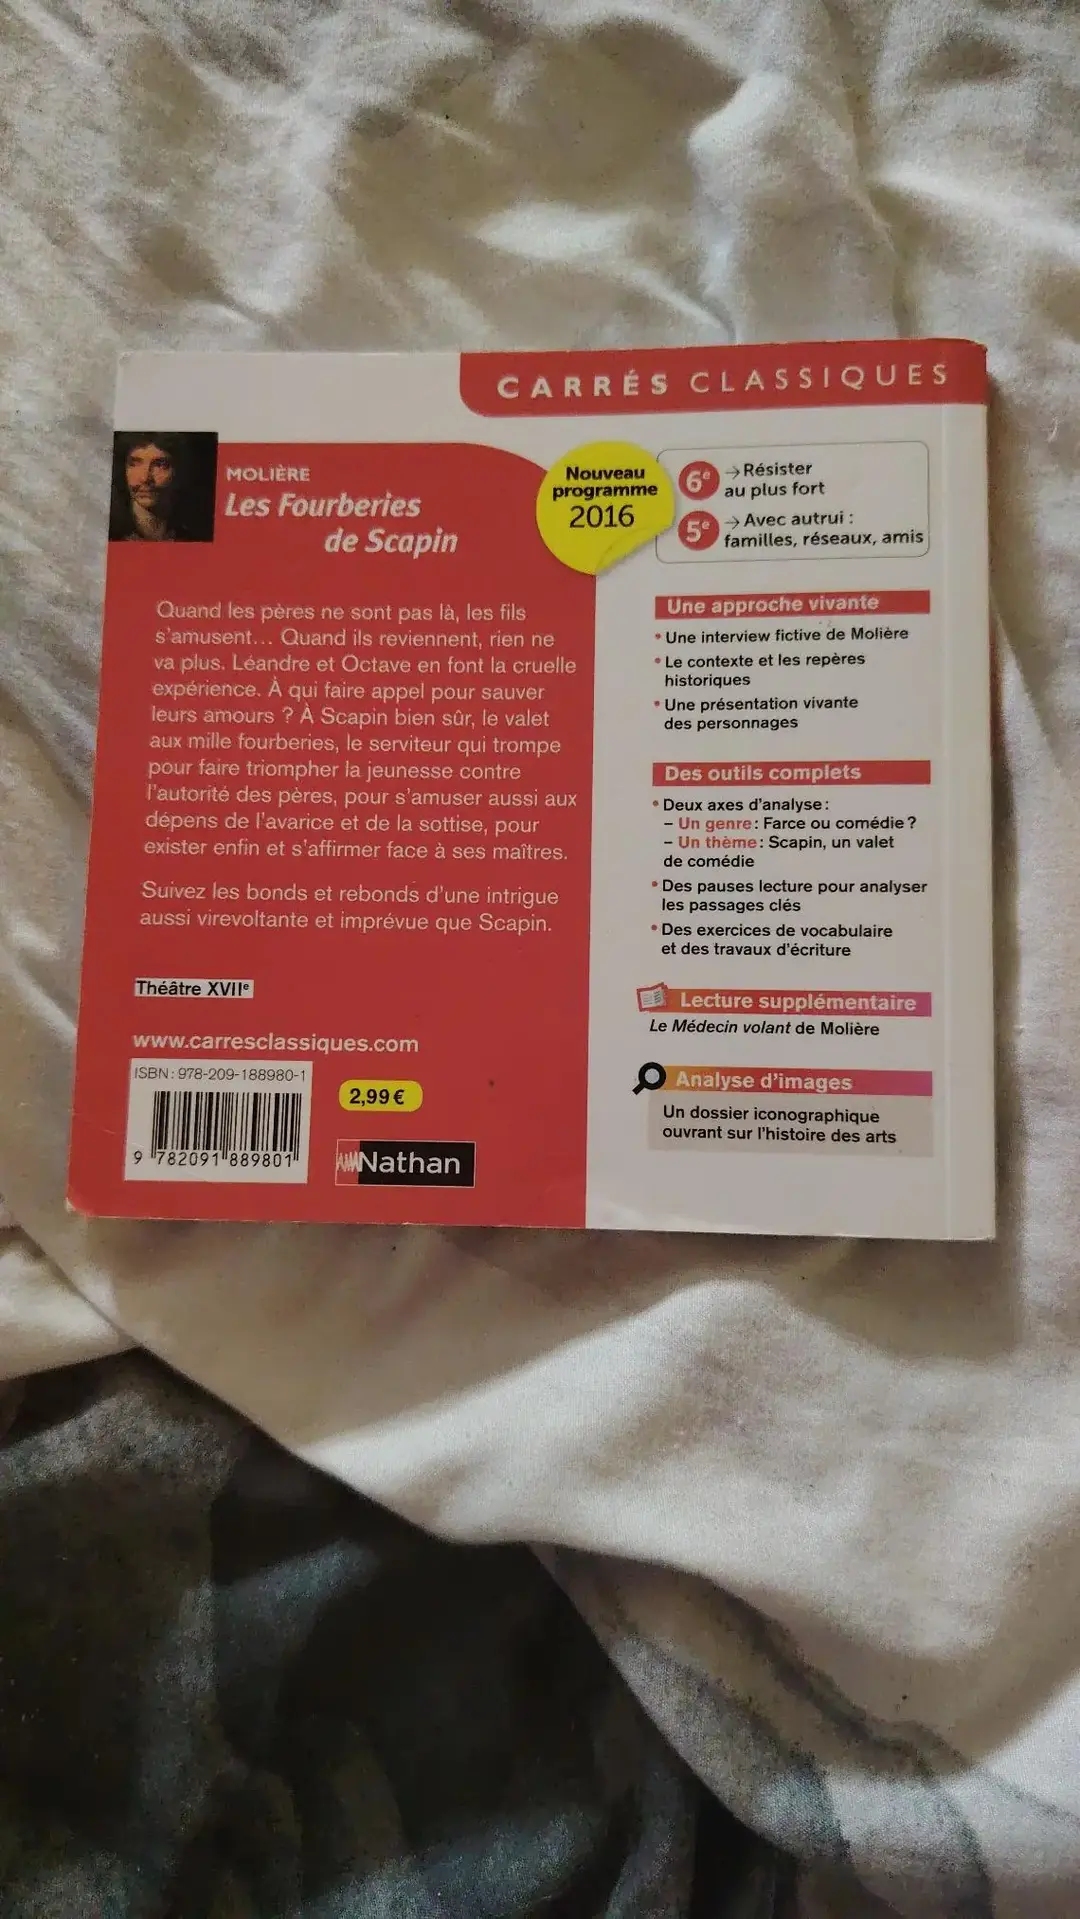 CARRÉS CLASSIQUES
MOLIÈRE
Les Fourberies
de Scapin
Nouveau
programme
2016
6e → Résister
au plus fort
5e → Avec autrui :
familles, réseaux, amis
Quand les pères ne sont pas là, les fils
s'amusent... Quand ils reviennent, rien ne
va plus. Léandre et Octave en font la cruelle
expérience. À qui faire appel pour sauver
leurs amours ? À Scapin bien sûr, le valet
aux mille fourberies, le serviteur qui trompe
pour faire triompher la jeunesse contre
l'autorité des pères, pour s'amuser aussi aux
dépens de l'avarice et de la sottise, pour
exister enfin et s'affirmer face à ses maîtres.
Suivez les bonds et rebonds d'une intrigue
aussi virevoltante et imprévue que Scapin.
Théâtre XVIIe
www.carresclassiques.com
ISBN : 978-209-188980-1
9 782091 889801
2,99 €
Nathan
Une approche vivante
• Une interview fictive de Molière
• Le contexte et les repères
historiques
• Une présentation vivante
des personnages
Des outils complets
• Deux axes d'analyse :
– Un genre : Farce ou comédie ?
– Un thème : Scapin, un valet
de comédie
• Des pauses lecture pour analyser
les passages clés
• Des exercices de vocabulaire
et des travaux d'écriture
Lecture supplémentaire
Le Médecin volant de Molière
Analyse d'images
Un dossier iconographique
ouvrant sur l'histoire des arts